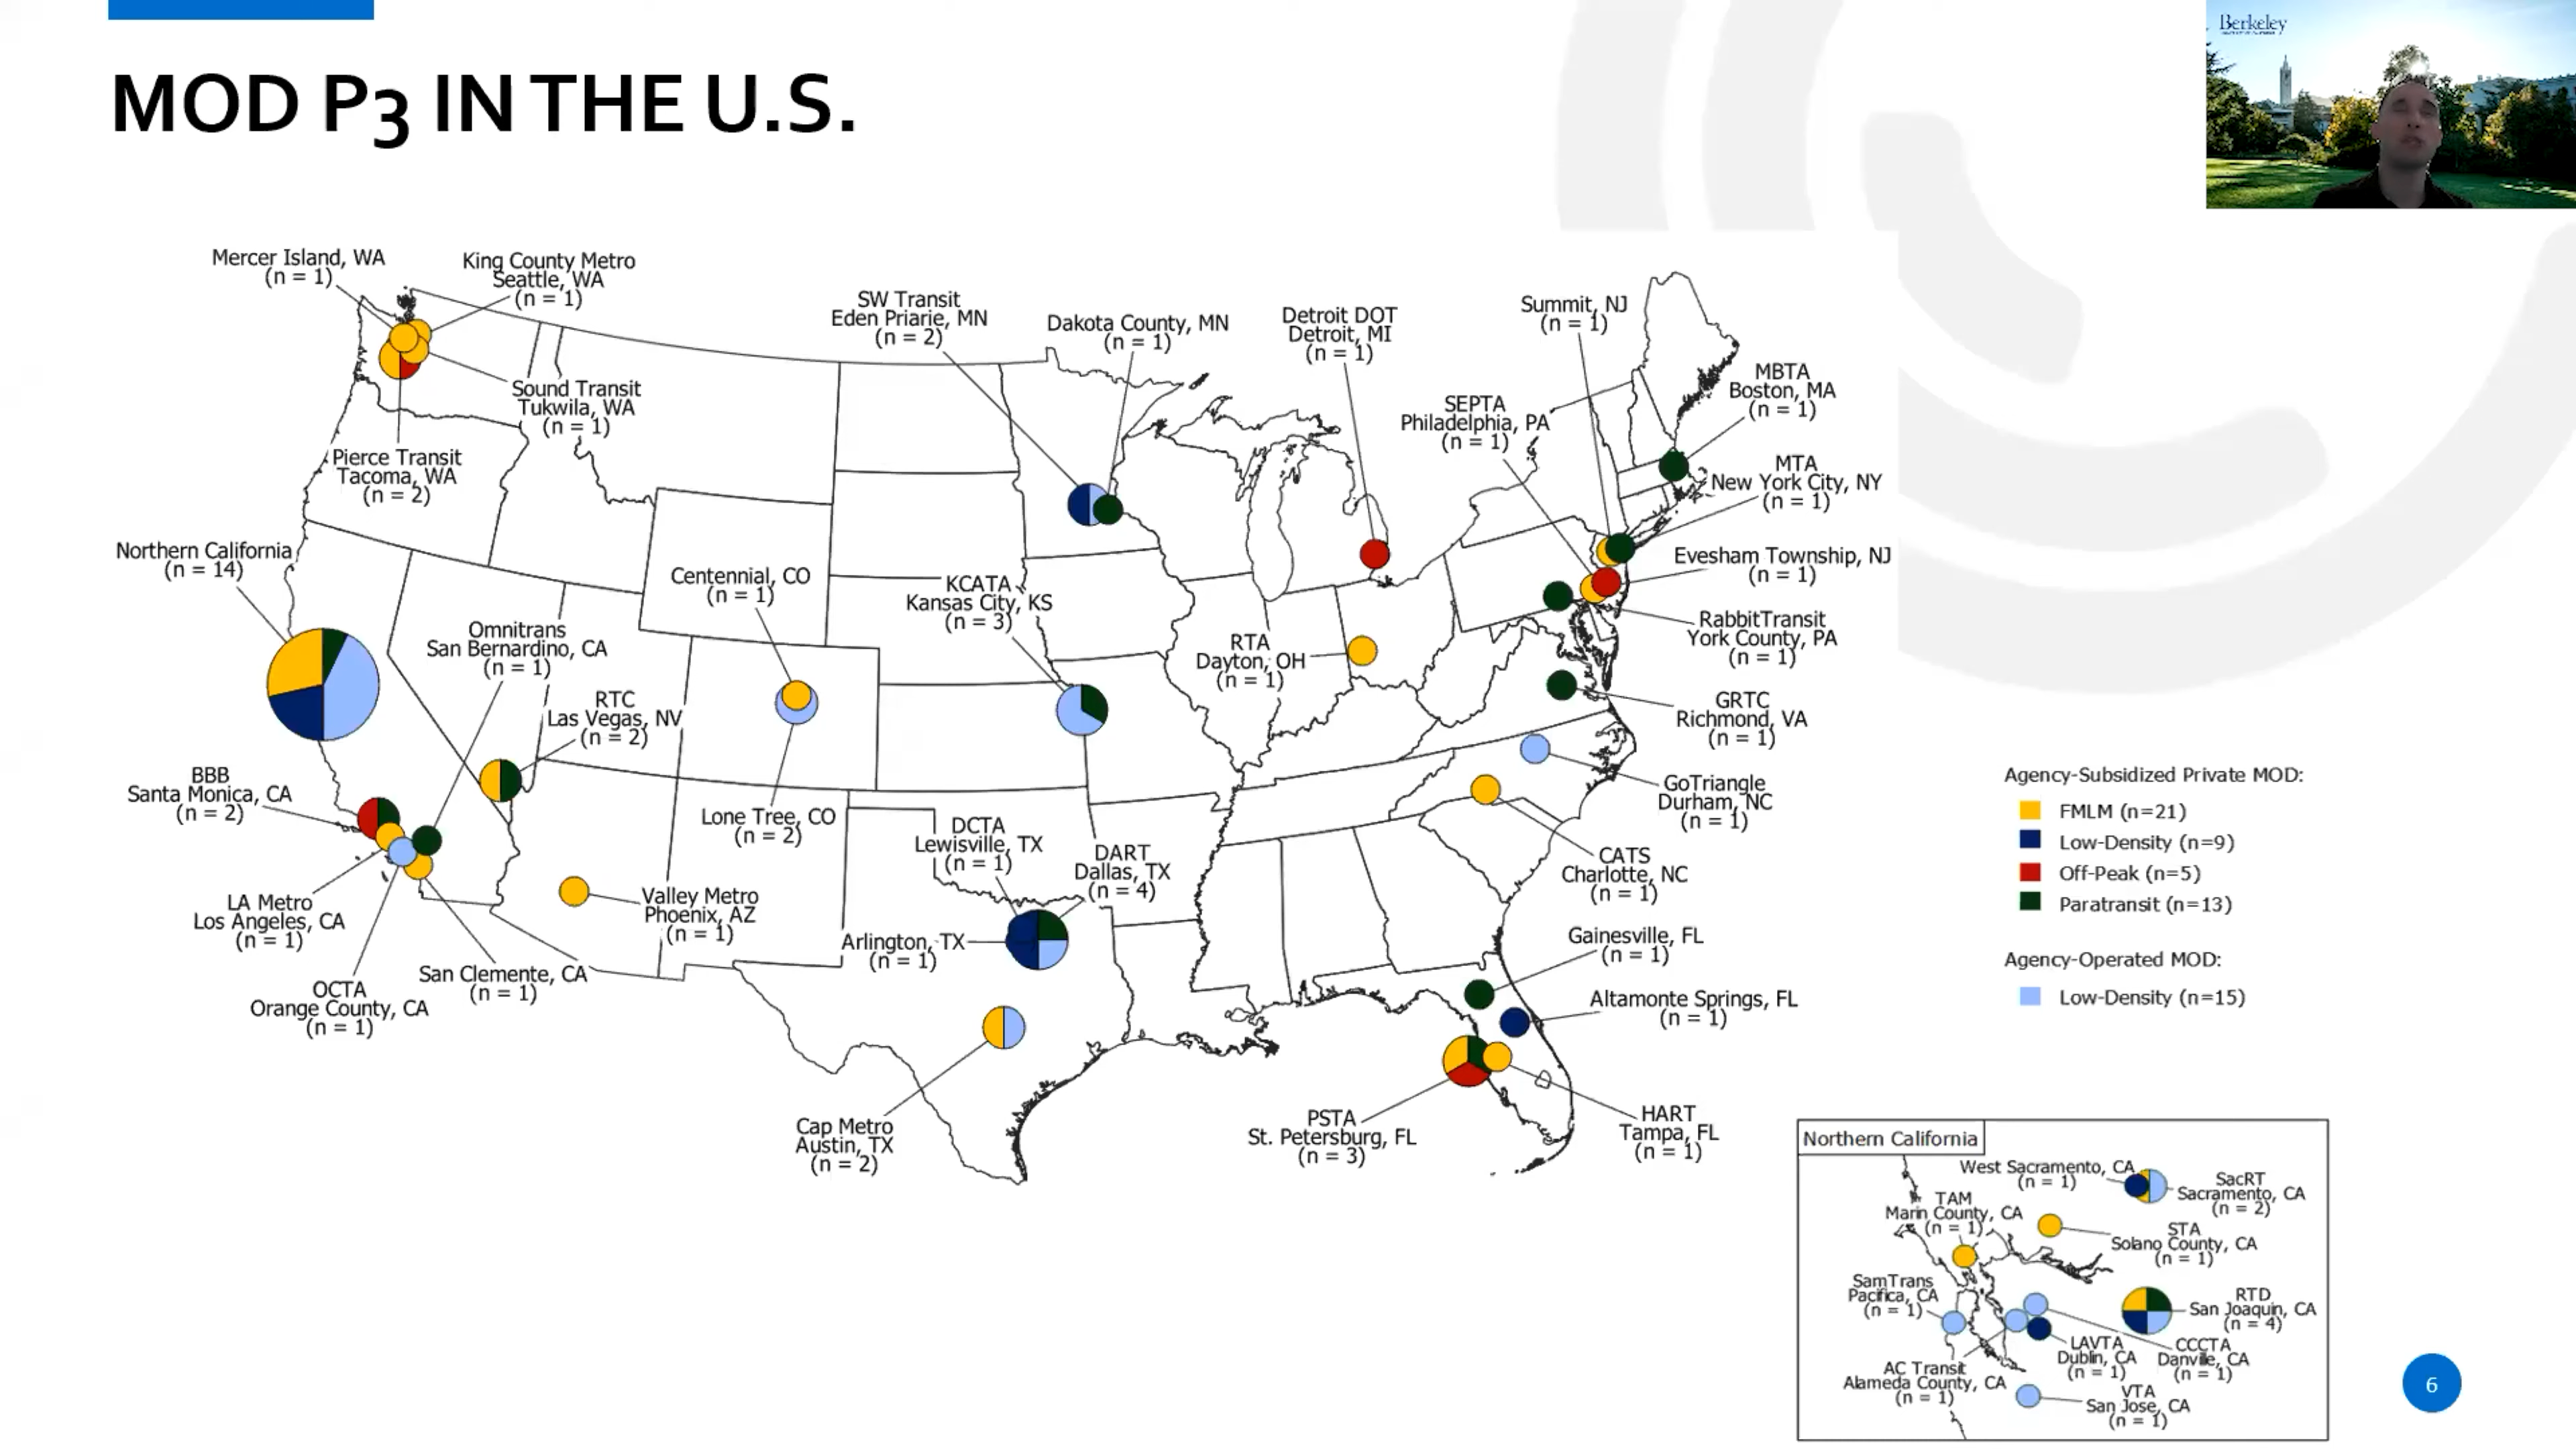 Berkeley
MOD P3 IN THE U.S.
Mercer Island, WA
(n = 1)
King County Metro
Seattle, WA
(n = 1)
Sound Transit
Tukwila, WA
(n = 1)
Pierce Transit
Tacoma, WA
(n = 2)
SW Transit
Eden Priarie, MN
(n = 2)
Dakota County, MN
(n = 1)
Detroit DOT
Detroit, MI
(n = 1)
Summit, NJ
(n = 1)
SEPTA
Philadelphia, PA
(n = 1)
MBTA
Boston, MA
(n = 1)
MTA
New York City, NY
(n = 1)
Evesham Township, NJ
(n = 1)
RabbitTransit
York County, PA
(n = 1)
GRTC
Richmond, VA
(n = 1)
GoTriangle
Durham, NC
(n = 1)
CATS
Charlotte, NC
(n = 1)
RTA
Dayton, OH
(n = 1)
Northern California
(n = 14)
Omnitrans
San Bernardino, CA
(n = 1)
RTC
Las Vegas, NV
(n = 2)
Centennial, CO
(n = 1)
KCATA
Kansas City, KS
(n = 3)
Lone Tree, CO
(n = 2)
BBB
Santa Monica, CA
(n = 2)
LA Metro
Los Angeles, CA
(n = 1)
OCTA
Orange County, CA
(n = 1)
San Clemente, CA
(n = 1)
Valley Metro
Phoenix, AZ
(n = 1)
DCTA
Lewisville, TX
(n = 1)
DART
Dallas, TX
(n = 4)
Arlington, TX
(n = 1)
Cap Metro
Austin, TX
(n = 2)
Gainesville, FL
(n = 1)
Altamonte Springs, FL
(n = 1)
PSTA
St. Petersburg, FL
(n = 3)
HART
Tampa, FL
(n = 1)
Agency-Subsidized Private MOD:
FMLM (n=21)
Low-Density (n=9)
Off-Peak (n=5)
Paratransit (n=13)
Agency-Operated MOD:
Low-Density (n=15)
Northern California
West Sacramento, CA
(n = 1)
SacRT
Sacramento, CA
(n = 2)
TAM
Marin County, CA
(n = 1)
STA
Solano County, CA
(n = 1)
SamTrans
Pacifica, CA
(n = 1)
RTD
San Joaquin, CA
(n = 4)
LAVTA
Dublin, CA
(n = 1)
CCCTA
Danville, CA
(n = 1)
AC Transit
Alameda County, CA
(n = 1)
VTA
San Jose, CA
(n = 1)
6